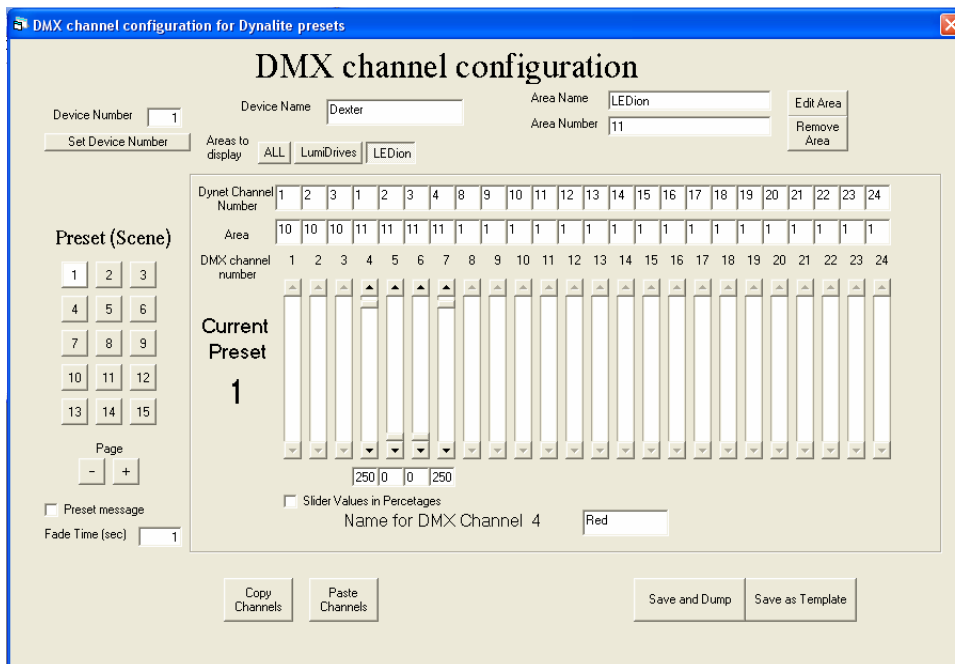 DMX channel configuration for Dynalite presets
DMX channel configuration
Device Number 1
Set Device Number
Device Name Dexter
Area Name LEDion
Area Number 11
Edit Area
Remove
Area
Areas to
display
ALL LumiDrives LEDion
Dynet Channel
Number
1 2 3 1 2 3 4 8 9 10 11 12 13 14 15 16 17 18 19 20 21 22 23 24
Area
10 10 10 11 11 11 11 1 1 1 1 1 1 1 1 1 1 1 1 1 1 1 1 1
DMX channel
number
1 2 3 4 5 6 7 8 9 10 11 12 13 14 15 16 17 18 19 20 21 22 23 24
Preset (Scene)
1 2 3
4 5 6
7 8 9
10 11 12
13 14 15
Page
- +
Preset message
Fade Time (sec) 1
Current
Preset
1
250 0 0 250
Slider Values in Percetages
Name for DMX Channel 4 Red
Copy
Channels
Paste
Channels
Save and Dump
Save as Template